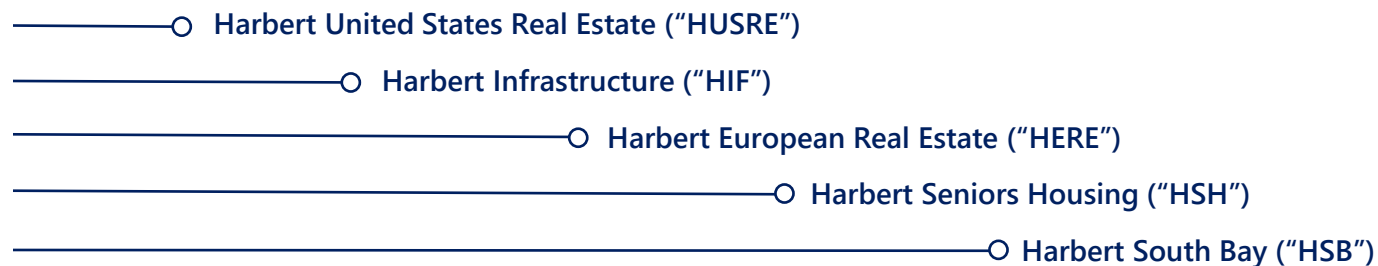 Harbert United States Real Estate (“HUSRE”)
Harbert Infrastructure (“HIF”)
Harbert European Real Estate (“HERE”)
Harbert Seniors Housing (“HSH”)
Harbert South Bay (“HSB”)